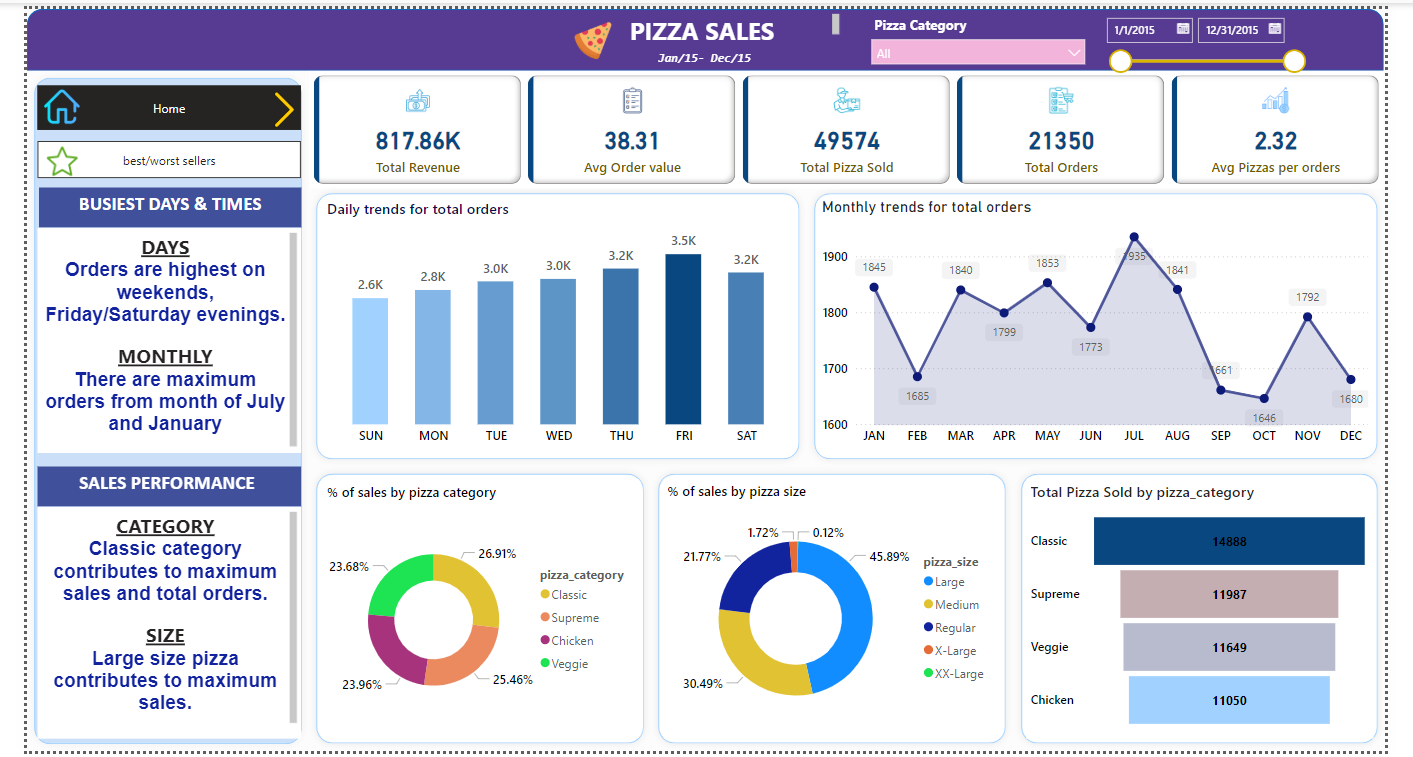 PIZZA SALES
Jan/15- Dec/15
Pizza Category
All
1/1/2015
12/31/2015
Home
best/worst sellers
BUSIEST DAYS & TIMES
DAYS
Orders are highest on
weekends,
Friday/Saturday evenings.
MONTHLY
There are maximum
orders from month of July
and January
SALES PERFORMANCE
CATEGORY
Classic category
contributes to maximum
sales and total orders.
SIZE
Large size pizza
contributes to maximum
sales.
817.86K
Total Revenue
38.31
Avg Order value
49574
Total Pizza Sold
21350
Total Orders
2.32
Avg Pizzas per orders
Daily trends for total orders
2.6K
2.8K
3.0K
3.0K
3.2K
3.5K
3.2K
SUN MON TUE WED THU FRI SAT
Monthly trends for total orders
1900
1800
1700
1600
1845
1685
1840
1799
1853
1773
1935
1841
1661
1646
1792
1680
JAN FEB MAR APR MAY JUN JUL AUG SEP OCT NOV DEC
% of sales by pizza category
26.91%
25.46%
23.96%
23.68%
pizza_category
Classic
Supreme
Chicken
Veggie
% of sales by pizza size
1.72%
0.12%
21.77%
45.89%
30.49%
pizza_size
Large
Medium
Regular
X-Large
XX-Large
Total Pizza Sold by pizza_category
Classic 14888
Supreme 11987
Veggie 11649
Chicken 11050